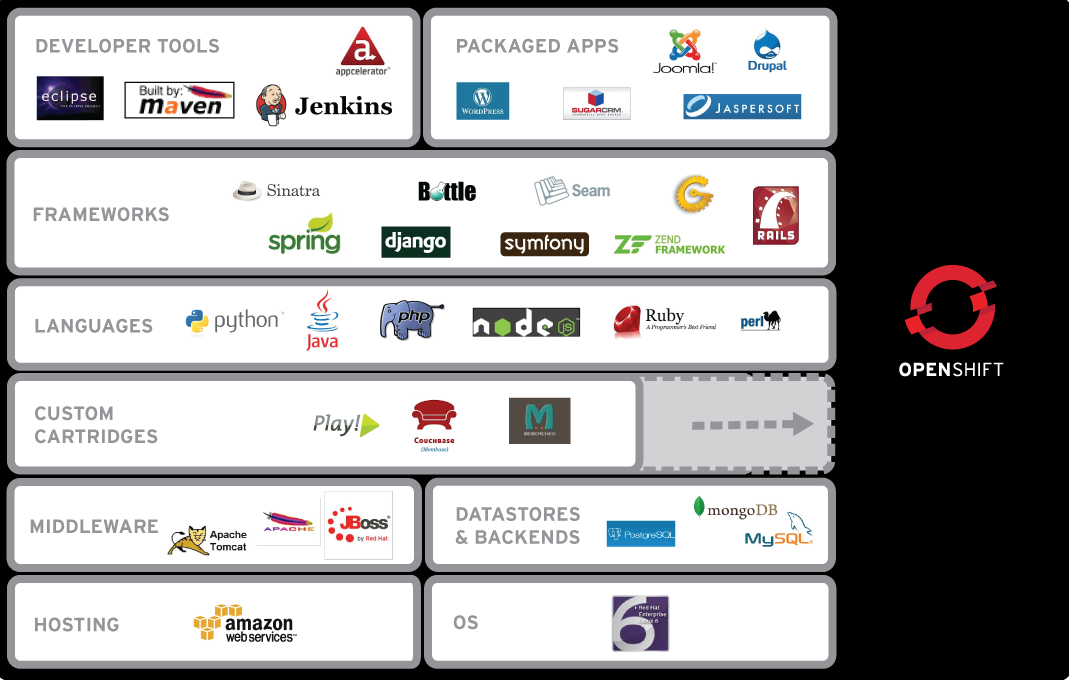 DEVELOPER TOOLS
appcelerator
eclipse
Built by:
maven
Jenkins
PACKAGED APPS
Joomla!
Drupal
WORDPRESS
SUGARCRM
JASPERSOFT
FRAMEWORKS
Sinatra
Bottle
Seam
RAILS
spring
django
symfony
ZF ZEND
FRAMEWORK
LANGUAGES
python
Java
php
node
JS
Ruby
A Programmer's Best Friend
perl
OPENSHIFT
CUSTOM
CARTRIDGES
Play!
COUCHBASE
(Membase)
M
MIDDLEWARE
Apache
Tomcat
APACHE
JBoss
by Red Hat
DATASTORES
& BACKENDS
PostgreSQL
mongoDB
MySQL
HOSTING
amazon
web services
OS
6
Red Hat
Enterprise
Linux 6